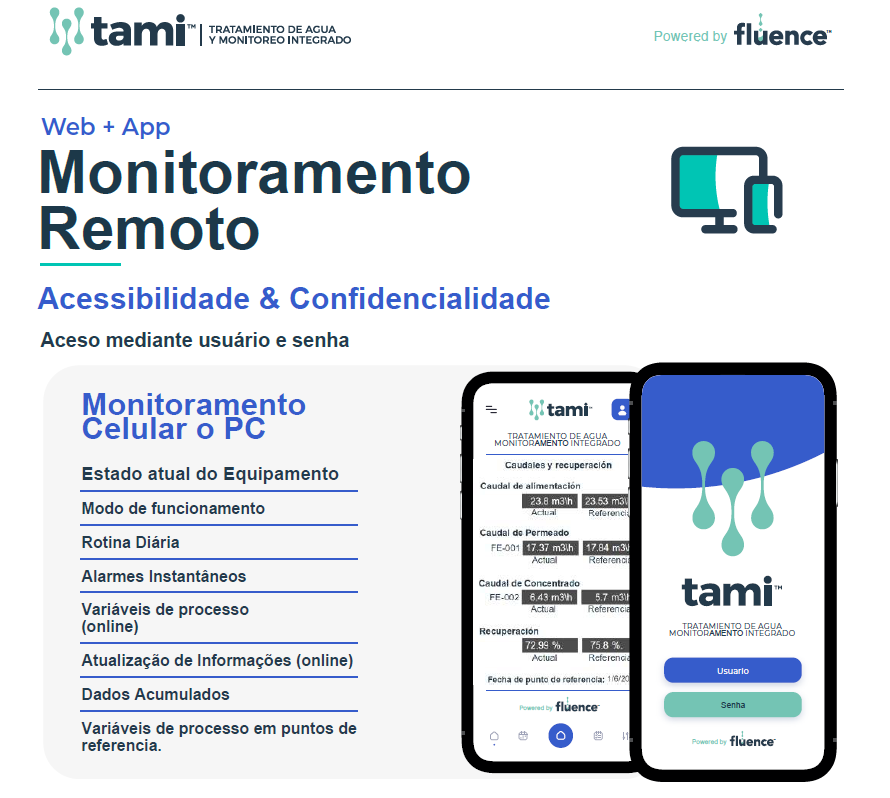 tami™ | TRATAMIENTO DE AGUA
Y MONITOREO INTEGRADO
Powered by fluence™
Web + App
Monitoramento
Remoto
Acessibilidade & Confidencialidade
Aceso mediante usuário e senha
Monitoramento
Celular o PC
Estado atual do Equipamento
Modo de funcionamento
Rotina Diária
Alarmes Instantâneos
Variáveis de processo
(online)
Atualização de Informações (online)
Dados Acumulados
Variáveis de processo em puntos de
referencia.
tami™
TRATAMIENTO DE AGUA
MONITORAMENTO INTEGRADO
Caudales y recuperación
Caudal de alimentación
23.8 m3\h 23.53 m3\h
Actual Referencia
Caudal de Permeado
FE-001 17.37 m3\h 17.84 m3\
Actual Referencia
Caudal de Concentrado
FE-002 6.43 m3\h 5.7 m3\h
Actual Referencia
Recuperación
72.99 %. 75.8 %.
Actual Referencia
Fecha de punto de referencia: 1/6/20
Powered by fluence™
tami™
TRATAMIENTO DE AGUA
MONITORAMENTO INTEGRADO
Usuario
Senha
Powered by fluence™